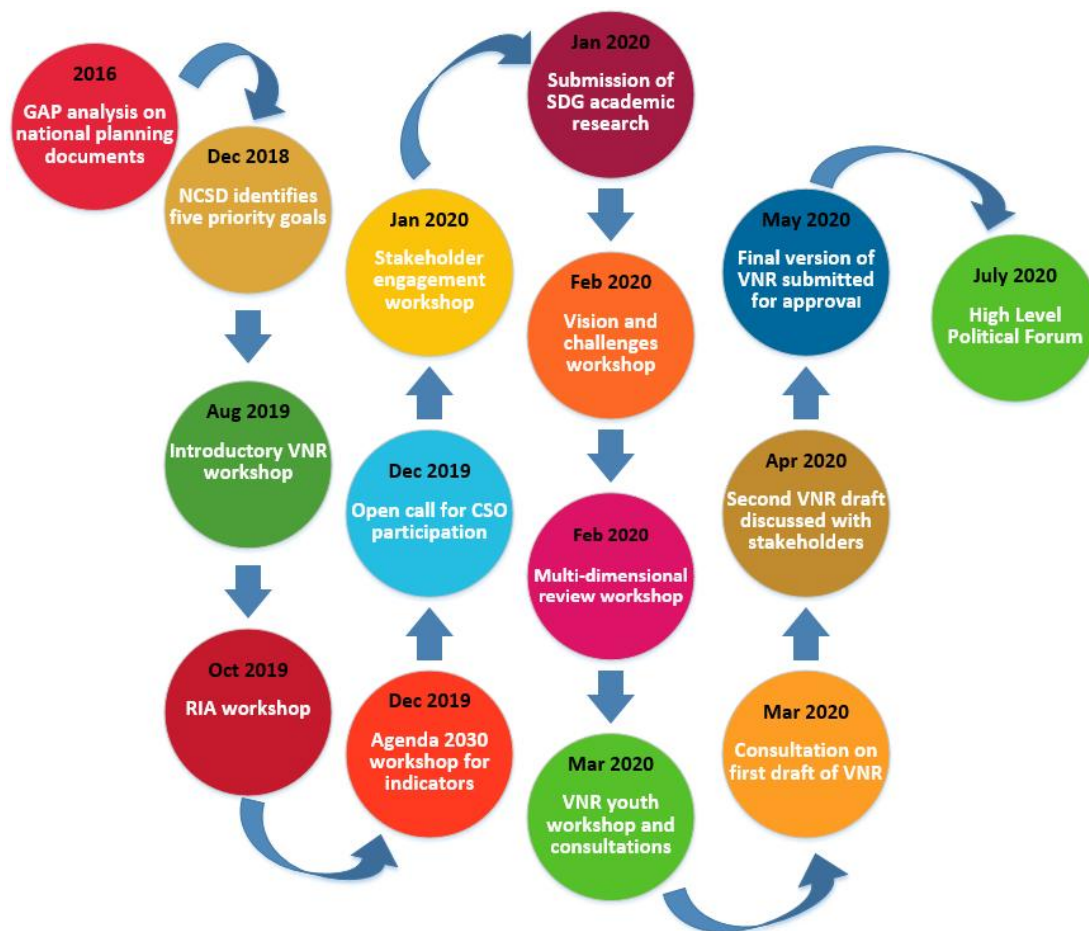 2016
GAP analysis on
national planning
documents
Dec 2018
NCSD identifies
five priority goals
Aug 2019
Introductory VNR
workshop
Oct 2019
RIA workshop
Dec 2019
Agenda 2030
workshop for
indicators
Dec 2019
Open call for CSO
participation
Jan 2020
Stakeholder
engagement
workshop
Jan 2020
Submission of
SDG academic
research
Feb 2020
Vision and
challenges
workshop
Feb 2020
Multi-dimensional
review workshop
Mar 2020
VNR youth
workshop and
consultations
Mar 2020
Consultation on
first draft of VNR
Apr 2020
Second VNR draft
discussed with
stakeholders
May 2020
Final version of
VNR submitted
for approval
July 2020
High Level
Political Forum